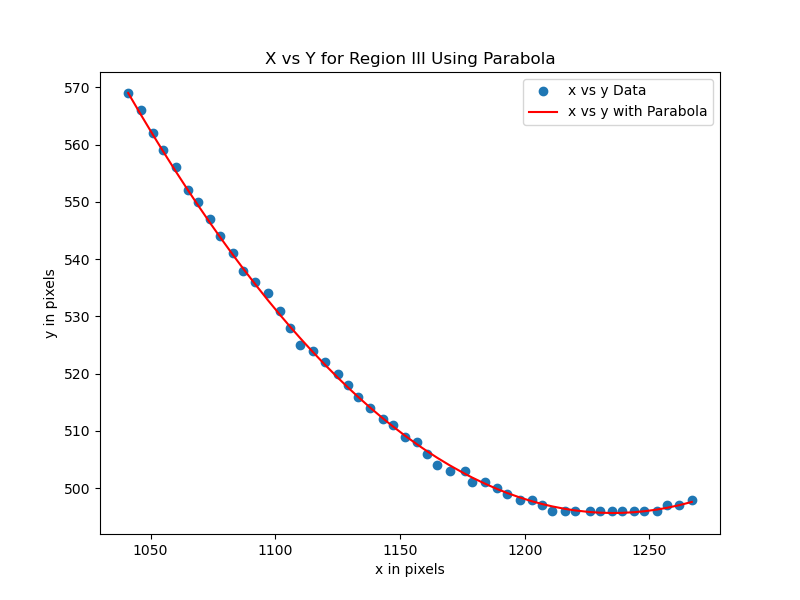 X vs Y for Region III Using Parabola
x vs y Data
x vs y with Parabola
570
560
550
540
530
520
510
500
y in pixels
1050
1100
1150
1200
1250
x in pixels